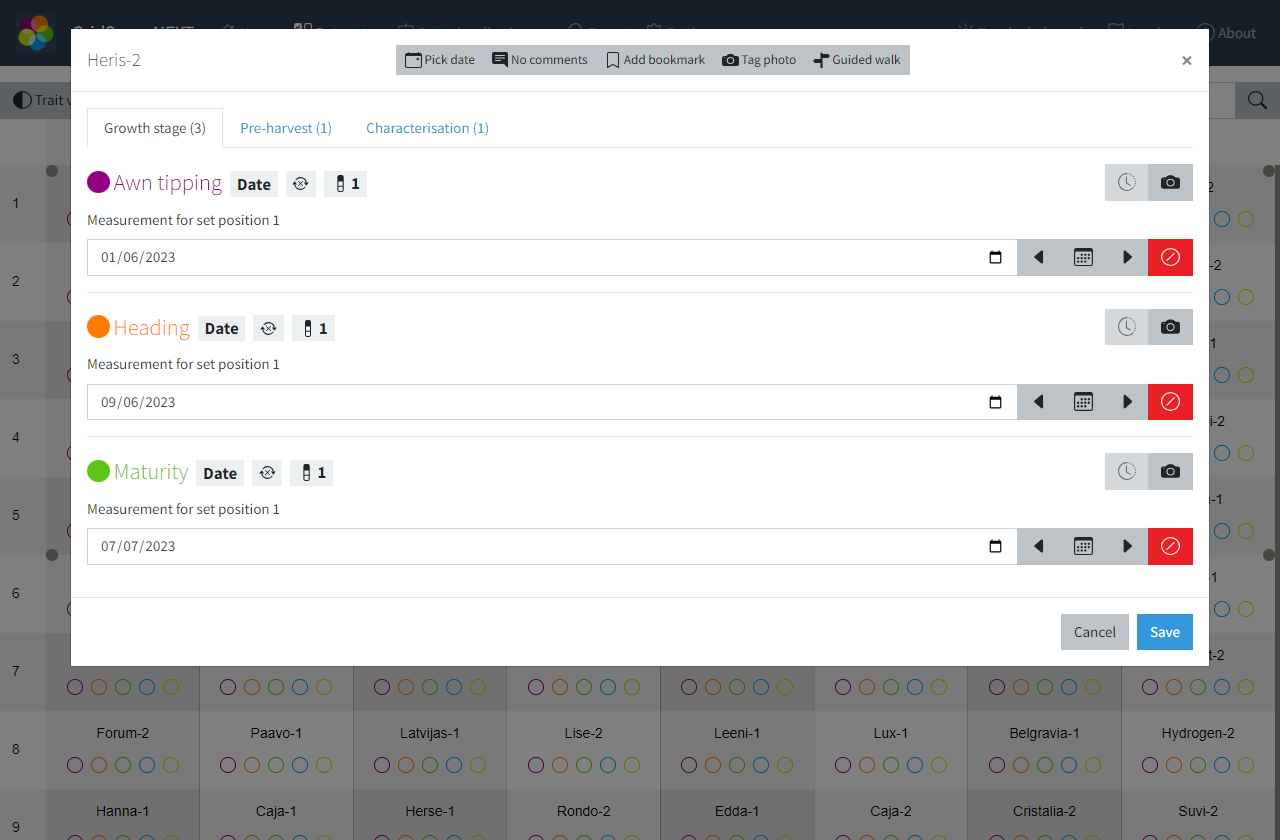 About
Heris-2
Pick date
No comments
Add bookmark
Tag photo
Guided walk
×
Trait v
Growth stage (3)
Pre-harvest (1)
Characterisation (1)
Awn tipping
Date
1
Measurement for set position 1
01/06/2023
Heading
Date
1
Measurement for set position 1
09/06/2023
Maturity
Date
1
Measurement for set position 1
07/07/2023
Cancel
Save
1
2
-2
3
1
4
i-2
5
-1
6
-1
7
t-2
8
Forum-2
Paavo-1
Latvijas-1
Lise-2
Leeni-1
Lux-1
Belgravia-1
Hydrogen-2
9
Hanna-1
Caja-1
Herse-1
Rondo-2
Edda-1
Caja-2
Cristalia-2
Suvi-2